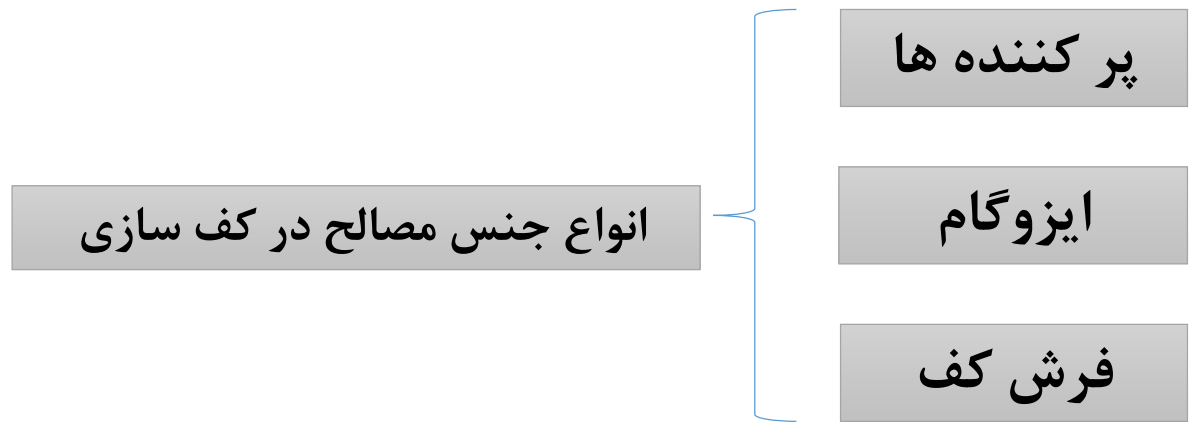 انواع جنس مصالح در کف سازی
پر کننده ها
ایزوگام
فرش کف